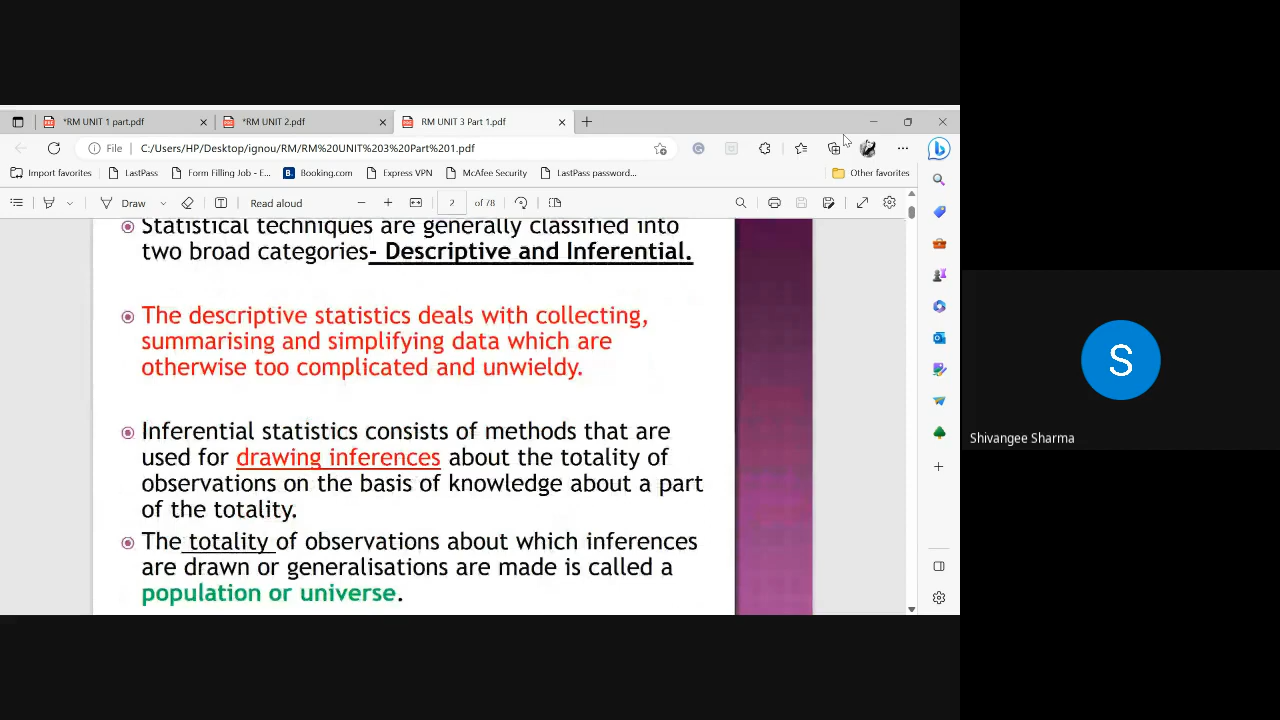 *RM UNIT 1 part.pdf
*RM UNIT 2.pdf
RM UNIT 3 Part 1.pdf
File
C:/Users/HP/Desktop/ignou/RM/RM%20UNIT%203%20Part%201.pdf
Import favorites
LastPass
Form Filling Job - E...
B.
Booking.com
Express VPN
McAfee Security
LastPass password...
Other favorites
Draw
Read aloud
2
of 78
Statistical techniques are generally classified into
two broad categories- Descriptive and Inferential.
The descriptive statistics deals with collecting,
summarising and simplifying data which are
otherwise too complicated and unwieldy.
Inferential statistics consists of methods that are
used for drawing inferences about the totality of
observations on the basis of knowledge about a part
of the totality.
The totality of observations about which inferences
are drawn or generalisations are made is called a
population or universe.
S
Shivangee Sharma